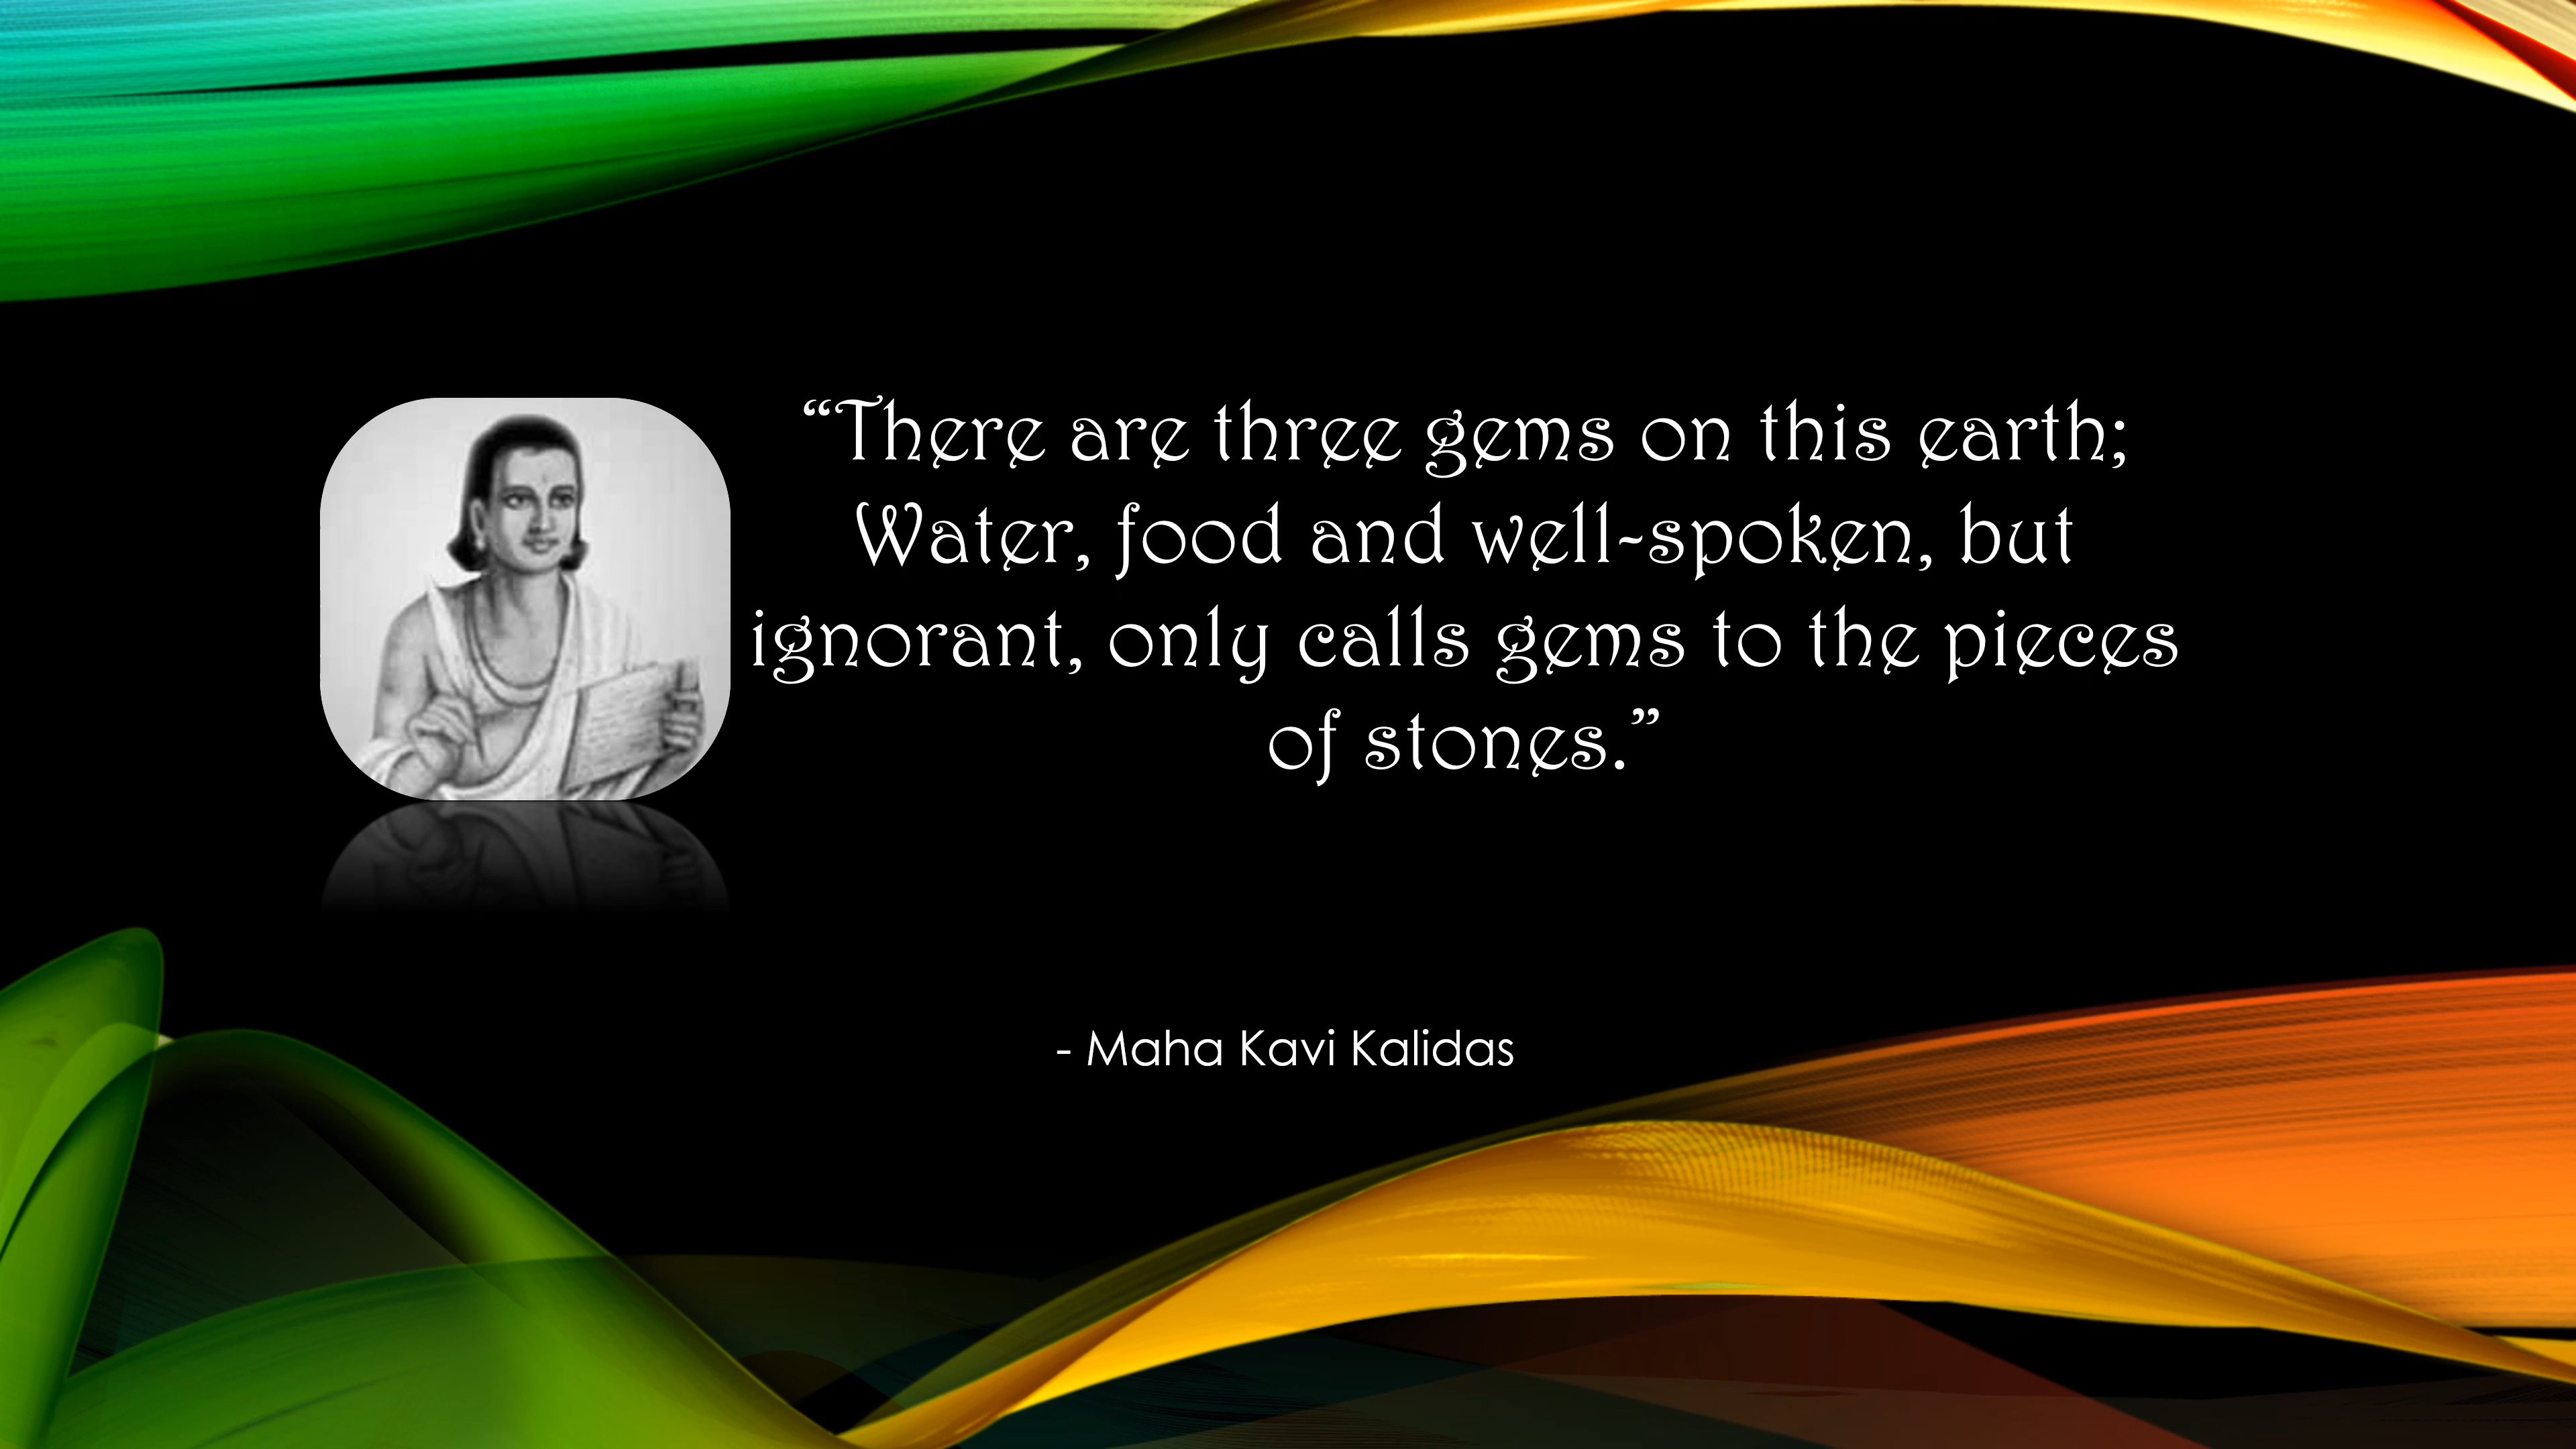 “There are three gems on this earth;
Water, food and well-spoken, but
ignorant, only calls gems to the pieces
of stones.”
- Maha Kavi Kalidas